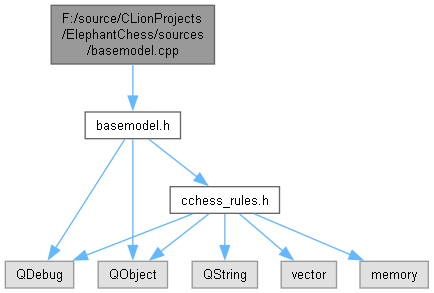 F:/source/CLionProjects
/ElephantChess/sources
/basemodel.cpp
basemodel.h
cchess_rules.h
QDebug
QObject
QString
vector
memory